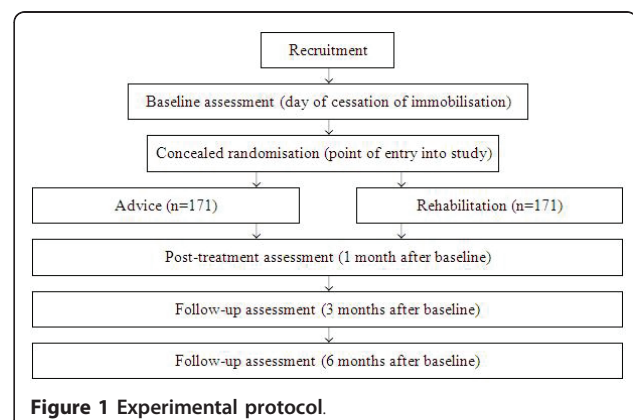 Recruitment
Baseline assessment (day of cessation of immobilisation)
Concealed randomisation (point of entry into study)
Advice (n=171)
Rehabilitation (n=171)
Post-treatment assessment (1 month after baseline)
Follow-up assessment (3 months after baseline)
Follow-up assessment (6 months after baseline)
Figure 1 Experimental protocol.